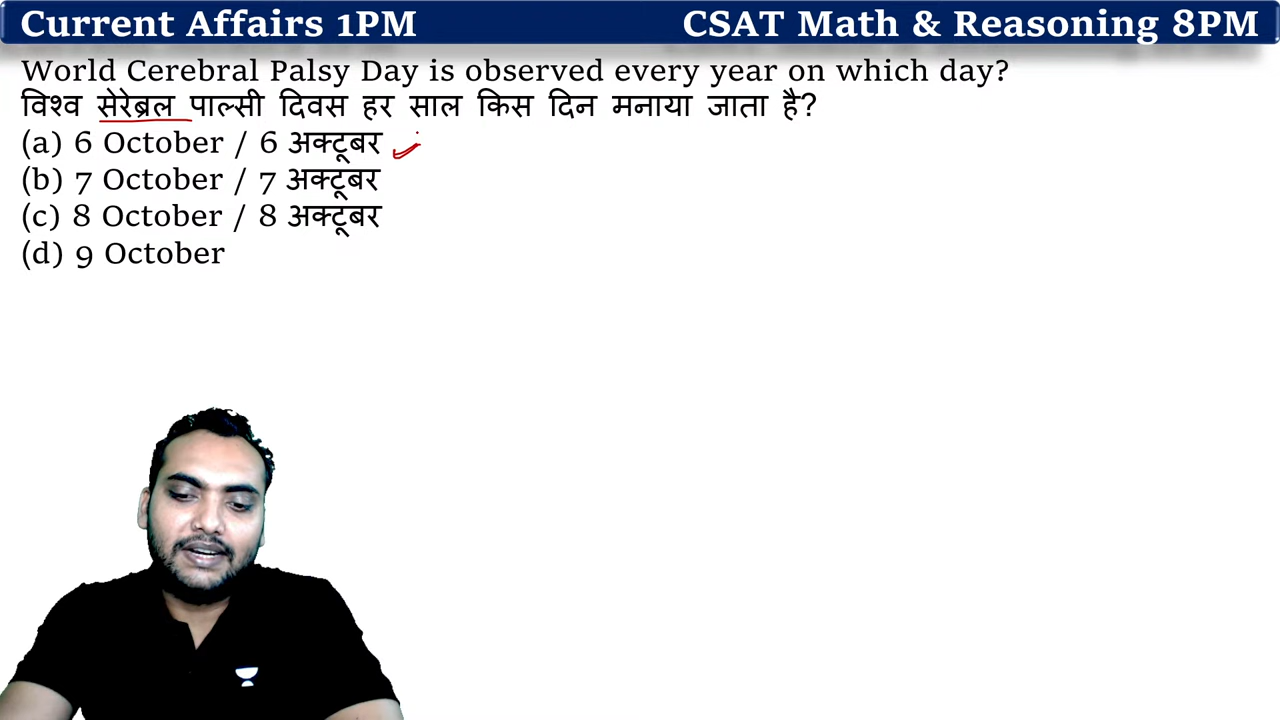 Current Affairs 1PM
CSAT Math & Reasoning 8PM
World Cerebral Palsy Day is observed every year on which day?
विश्व सेरेब्रल पाल्सी दिवस हर साल किस दिन मनाया जाता है?
(a) 6 October / 6 अक्टूबर
(b) 7 October / 7 अक्टूबर
(c) 8 October / 8 अक्टूबर
(d) 9 October